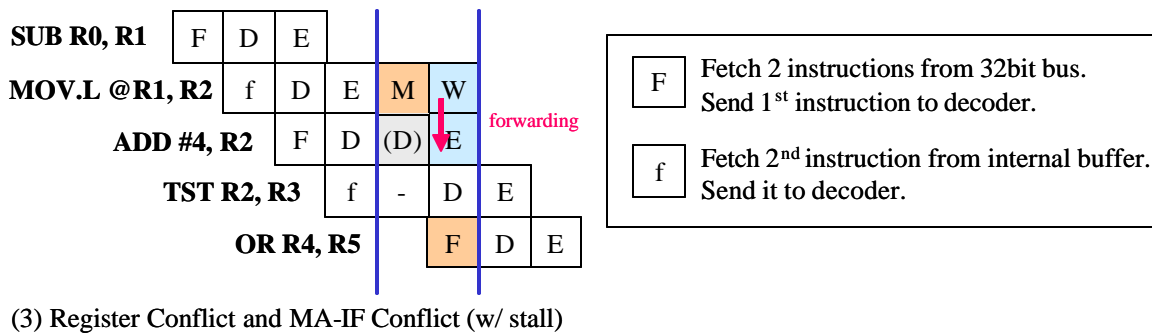 SUB R0, R1 F D E
MOV.L @R1, R2 f D E M W
ADD #4, R2 F D (D) E forwarding
TST R2, R3 f - D E
OR R4, R5 F D E
F Fetch 2 instructions from 32bit bus.
Send 1st instruction to decoder.
f Fetch 2nd instruction from internal buffer.
Send it to decoder.
(3) Register Conflict and MA-IF Conflict (w/ stall)